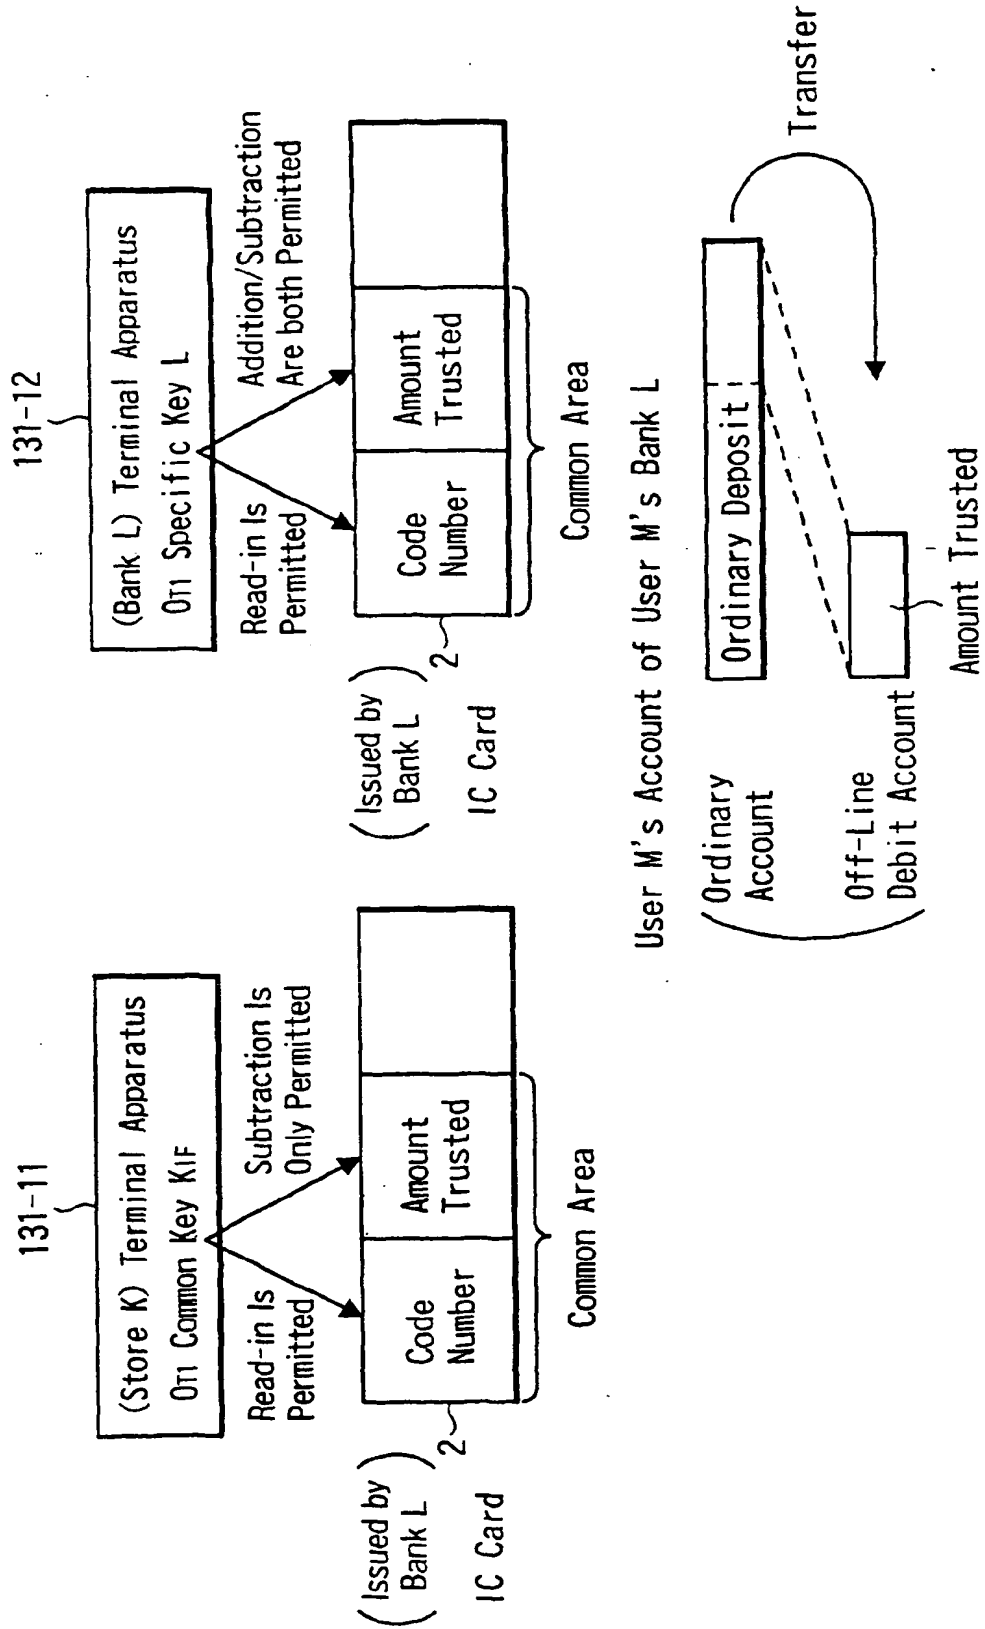 131-11
(Store K) Terminal Apparatus
OT1 Common Key KIF
Read-in Is
Permitted
Subtraction Is
Only Permitted
(Issued by
Bank L)
2
IC Card
Code
Number
Amount
Trusted
Common Area
131-12
(Bank L) Terminal Apparatus
OT1 Specific Key L
Read-in Is
Permitted
Addition/Subtraction
Are both Permitted
(Issued by
Bank L)
2
IC Card
Code
Number
Amount
Trusted
Common Area
User M's Account of User M's Bank L
Ordinary
Account
Ordinary Deposit
Transfer
Off-Line
Debit Account
Amount Trusted